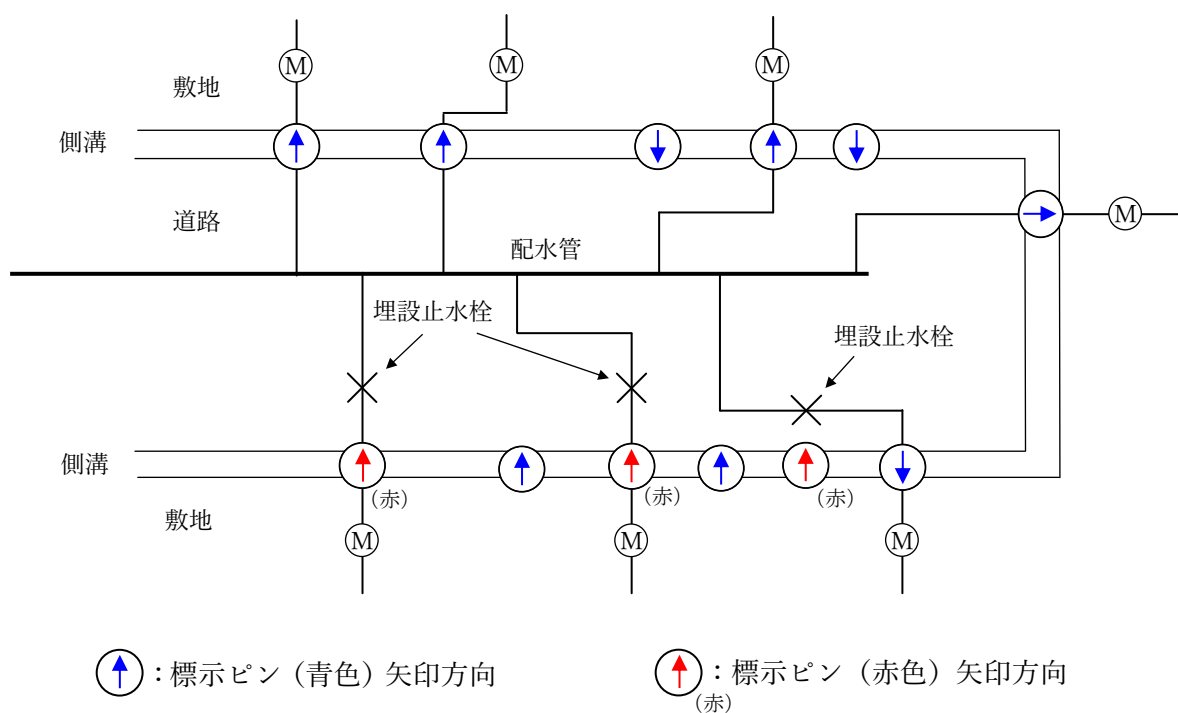 M
M
M
敷地
側溝
道路
M
配水管
埋設止水栓
埋設止水栓
側溝
(赤)
(赤)
(赤)
敷地
M
M
M
：標示ピン（青色）矢印方向
：標示ピン（赤色）矢印方向
(赤)